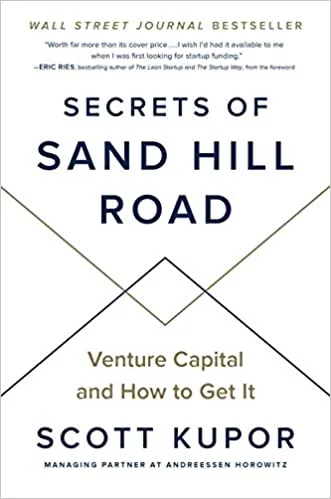 WALL STREET JOURNAL BESTSELLER
"Worth far more than its cover price....I wish I'd had it available to me
when I was first looking for startup funding."
—ERIC RIES, bestselling author of The Lean Startup and The Startup Way, from the foreword
SECRETS OF
SAND HILL
ROAD
Venture Capital
and How to Get It
SCOTT KUPOR
MANAGING PARTNER AT ANDREESSEN HOROWITZ